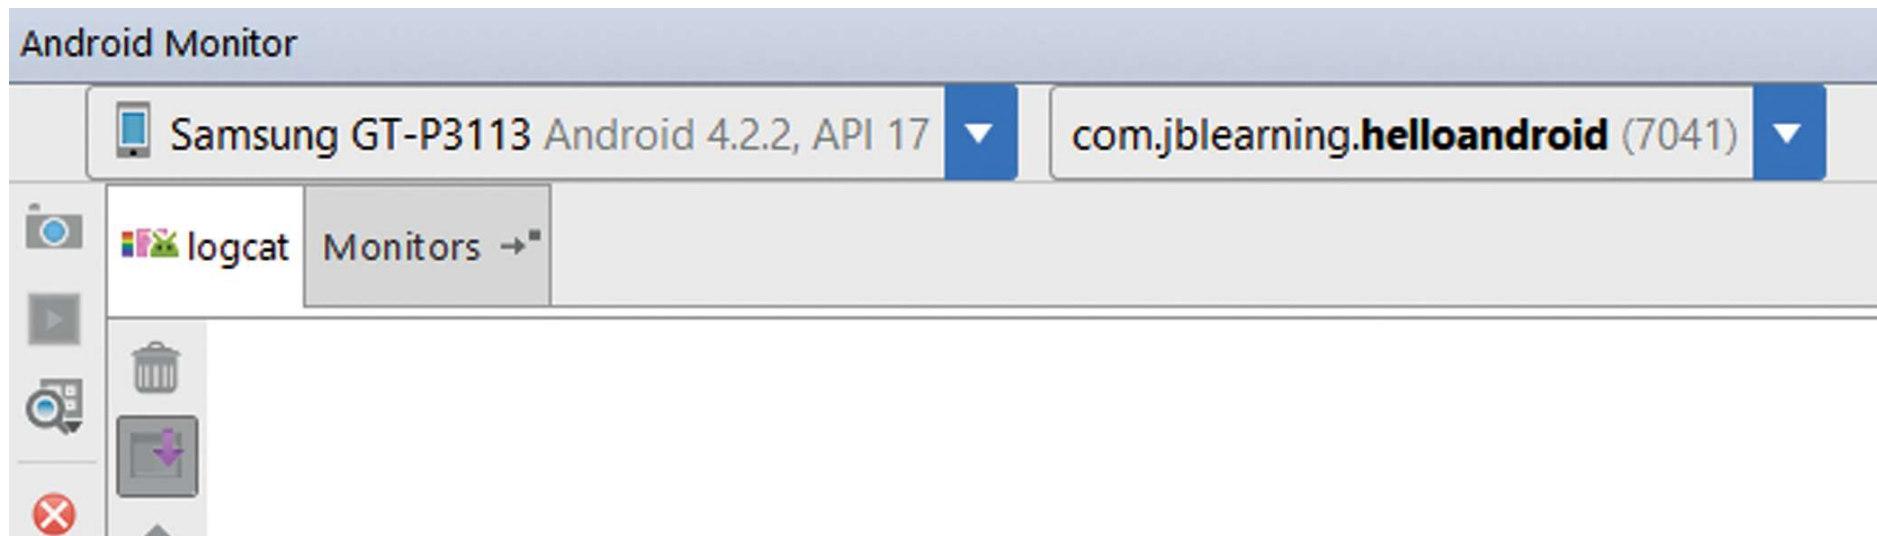 Android Monitor
Samsung GT-P3113 Android 4.2.2, API 17 com.jblearning.helloandroid (7041)
logcat Monitors